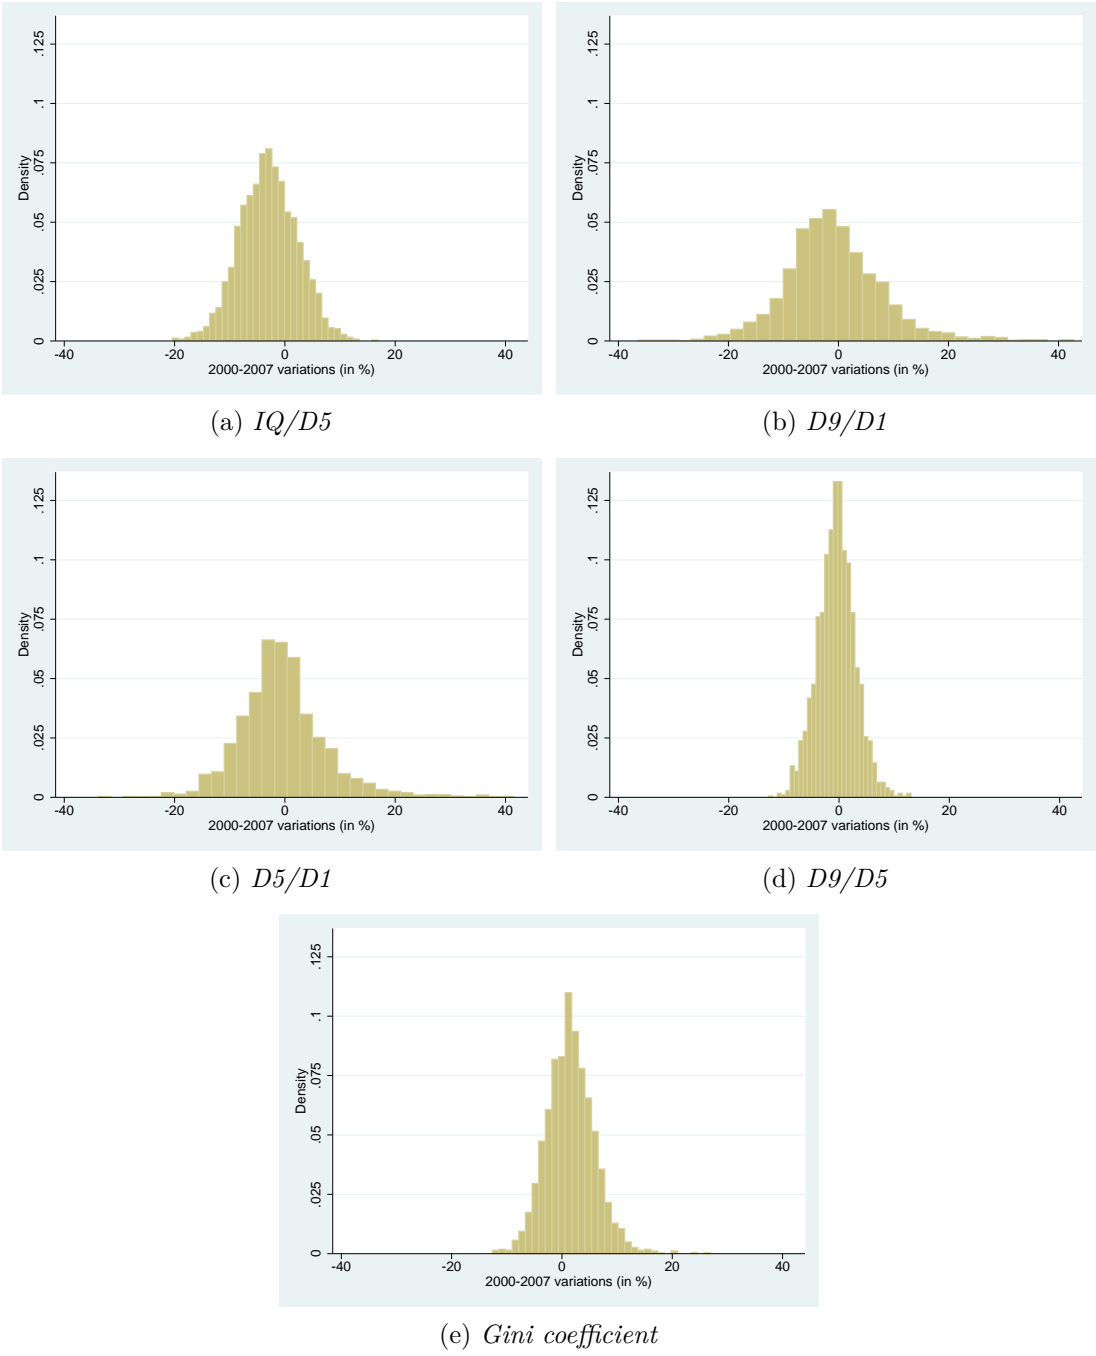 Density
0 .025 .05 .075 .1 .125
-40 -20 0 20 40
2000-2007 variations (in %)
(a) IQ/D5
Density
0 .025 .05 .075 .1 .125
-40 -20 0 20 40
2000-2007 variations (in %)
(b) D9/D1
Density
0 .025 .05 .075 .1 .125
-40 -20 0 20 40
2000-2007 variations (in %)
(c) D5/D1
Density
0 .025 .05 .075 .1 .125
-40 -20 0 20 40
2000-2007 variations (in %)
(d) D9/D5
Density
0 .025 .05 .075 .1 .125
-40 -20 0 20 40
2000-2007 variations (in %)
(e) Gini coefficient